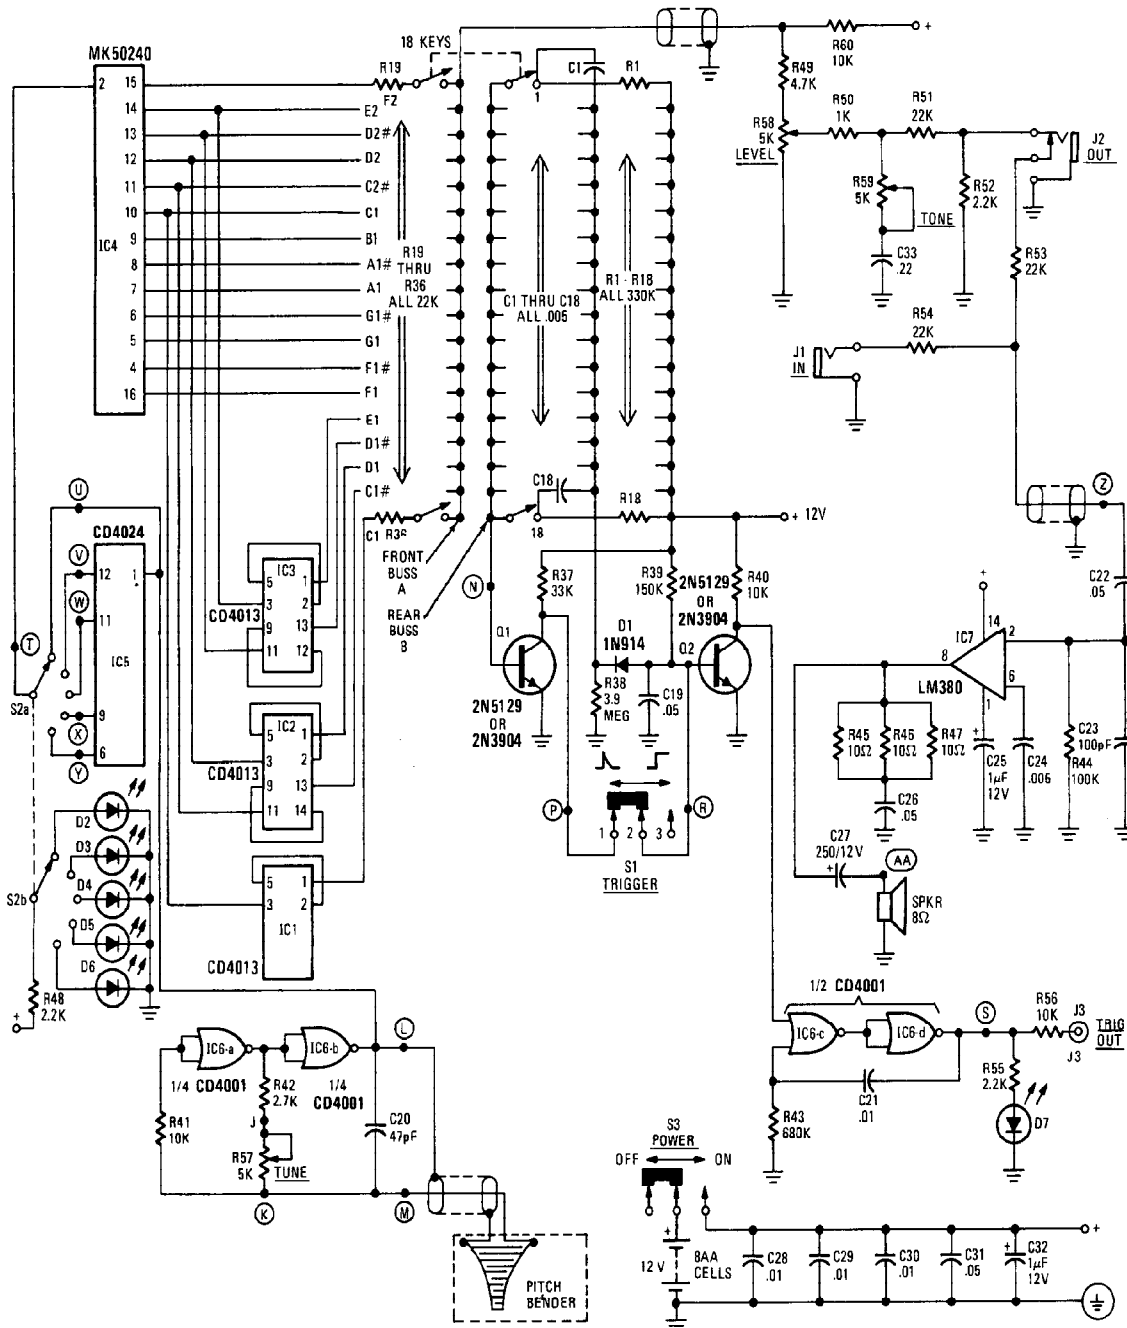 MK50240
2
15
14
13
12
11
10
9
8
7
6
5
4
16
IC4
18 KEYS
R19
F2
E2
D2#
D2
C2#
C1
B1
A1#
A1
G1#
G1
F1#
F1
E1
D1#
D1
C1#
C1
R36
R19
THRU
R36
ALL 22K
C1
R1
1
C1 THRU C18
ALL .005
R1 - R18
ALL 330K
C18
R18
18
+ 12V
FRONT
BUSS
A
REAR
BUSS
B
R60
10K
+
R49
4.7K
R58
5K
LEVEL
R50
1K
R51
22K
R59
5K
TONE
C33
.22
R52
2.2K
J2
OUT
R53
22K
R54
22K
J1
IN
Z
C22
.05
U
CD4024
V
12
1
W
11
IC5
T
S2a
X
9
Y
6
D2
D3
D4
D5
D6
S2b
R48
2.2K
+
IC3
5
1
3
2
9
13
11
12
CD4013
IC2
5
1
3
2
9
13
11
14
CD4013
5
1
3
2
IC1
CD4013
N
Q1
R37
33K
2N5129
OR
2N3904
R39
150K
D1
1N914
R38
3.9
MEG
C19
.05
2N5129
OR
2N3904
R40
10K
Q2
P
R
1
2
3
S1
TRIGGER
+
14
IC7
2
8
6
1
LM380
R45
10Ω
R46
10Ω
R47
10Ω
C26
.05
+
C25
1µF
12V
C24
.006
C23
100pF
R44
100K
C27
250/12V
+
AA
SPKR
8Ω
1/2 CD4001
IC6-c
IC6-d
S
R56
10K
J3
TRIG
OUT
J3
C21
.01
R43
680K
R55
2.2K
D7
IC6-a
IC6-b
L
1/4
CD4001
1/4
CD4001
R42
2.7K
J
R41
10K
R57
5K
TUNE
C20
47pF
K
M
PITCH
BENDER
S3
POWER
OFF
ON
+
12 V
8AA
CELLS
C28
.01
C29
.01
C30
.01
C31
.05
+
C32
1µF
12V
+